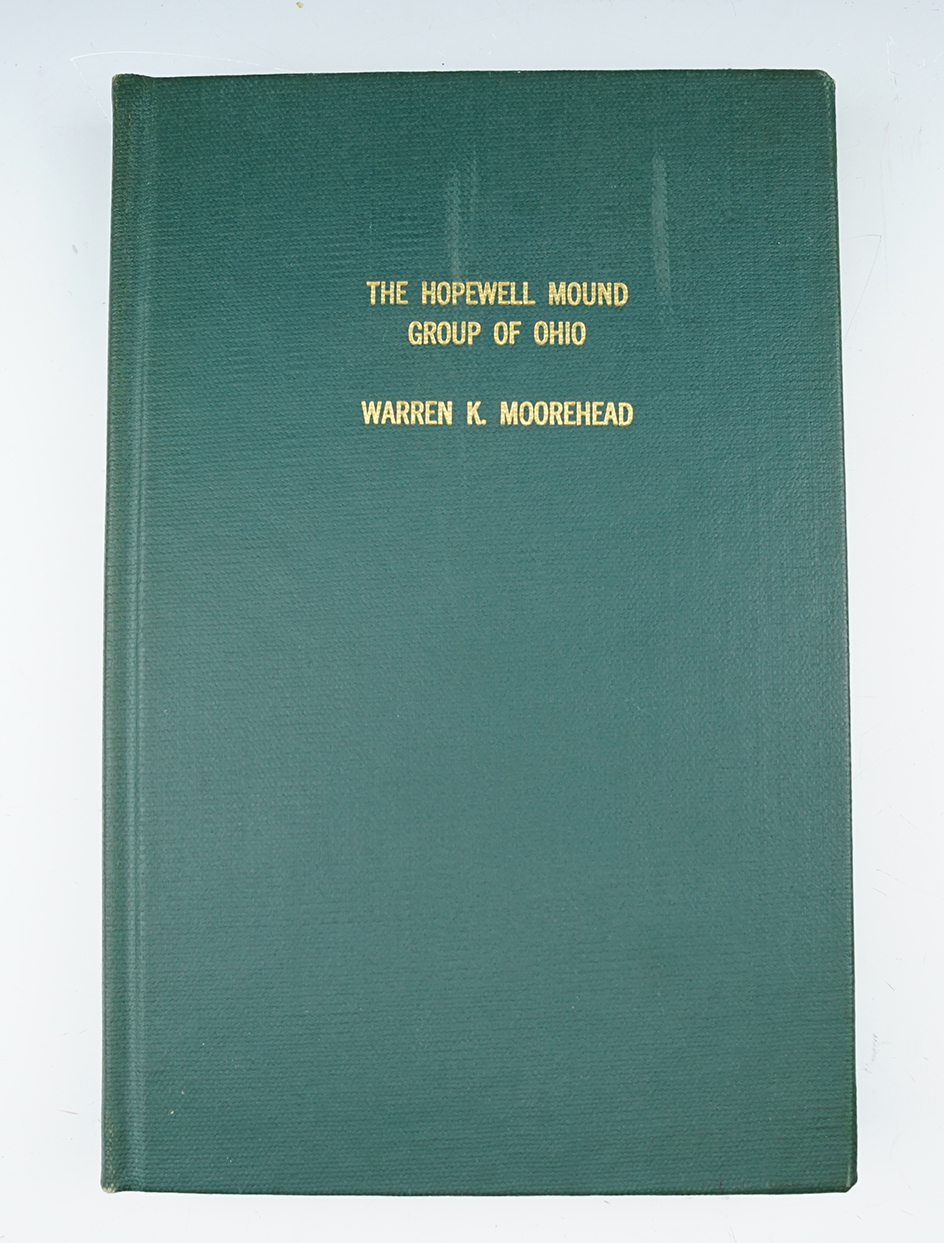 THE HOPEWELL MOUND
GROUP OF OHIO
WARREN K. MOOREHEAD